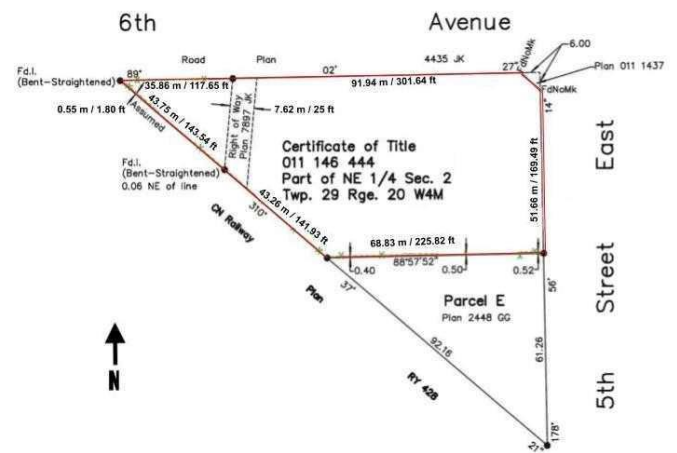 6th Avenue
Road Plan 4435 JK
89° 02' 27"
FdNoMk
6.00
Plan 011 1437
FdNoMk
Fd.I.
(Bent-Straightened)
35.86 m / 117.65 ft
91.94 m / 301.64 ft
0.55 m / 1.80 ft
Assumed
43.75 m / 143.54 ft
Right of Way
Plan 7897 JK
7.62 m / 25 ft
14"
Certificate of Title
011 146 444
Part of NE 1/4 Sec. 2
Twp. 29 Rge. 20 W4M
51.66 m / 169.49 ft
East
Street
5th
Fd.I.
(Bent-Straightened)
0.06 NE of line
310°
43.26 m / 141.93 ft
CN Railway
68.83 m / 225.82 ft
88°57'52"
0.40
0.50
0.52
37'
Plan
56'
Parcel E
Plan 2448 GG
92.16
61.26
RY 428
N
21"
178°